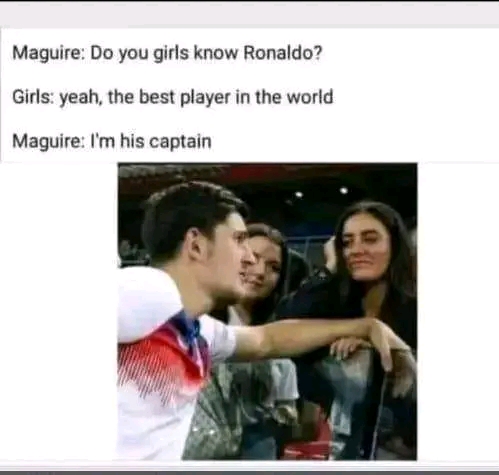 Maguire: Do you girls know Ronaldo?
Girls: yeah, the best player in the world
Maguire: I'm his captain